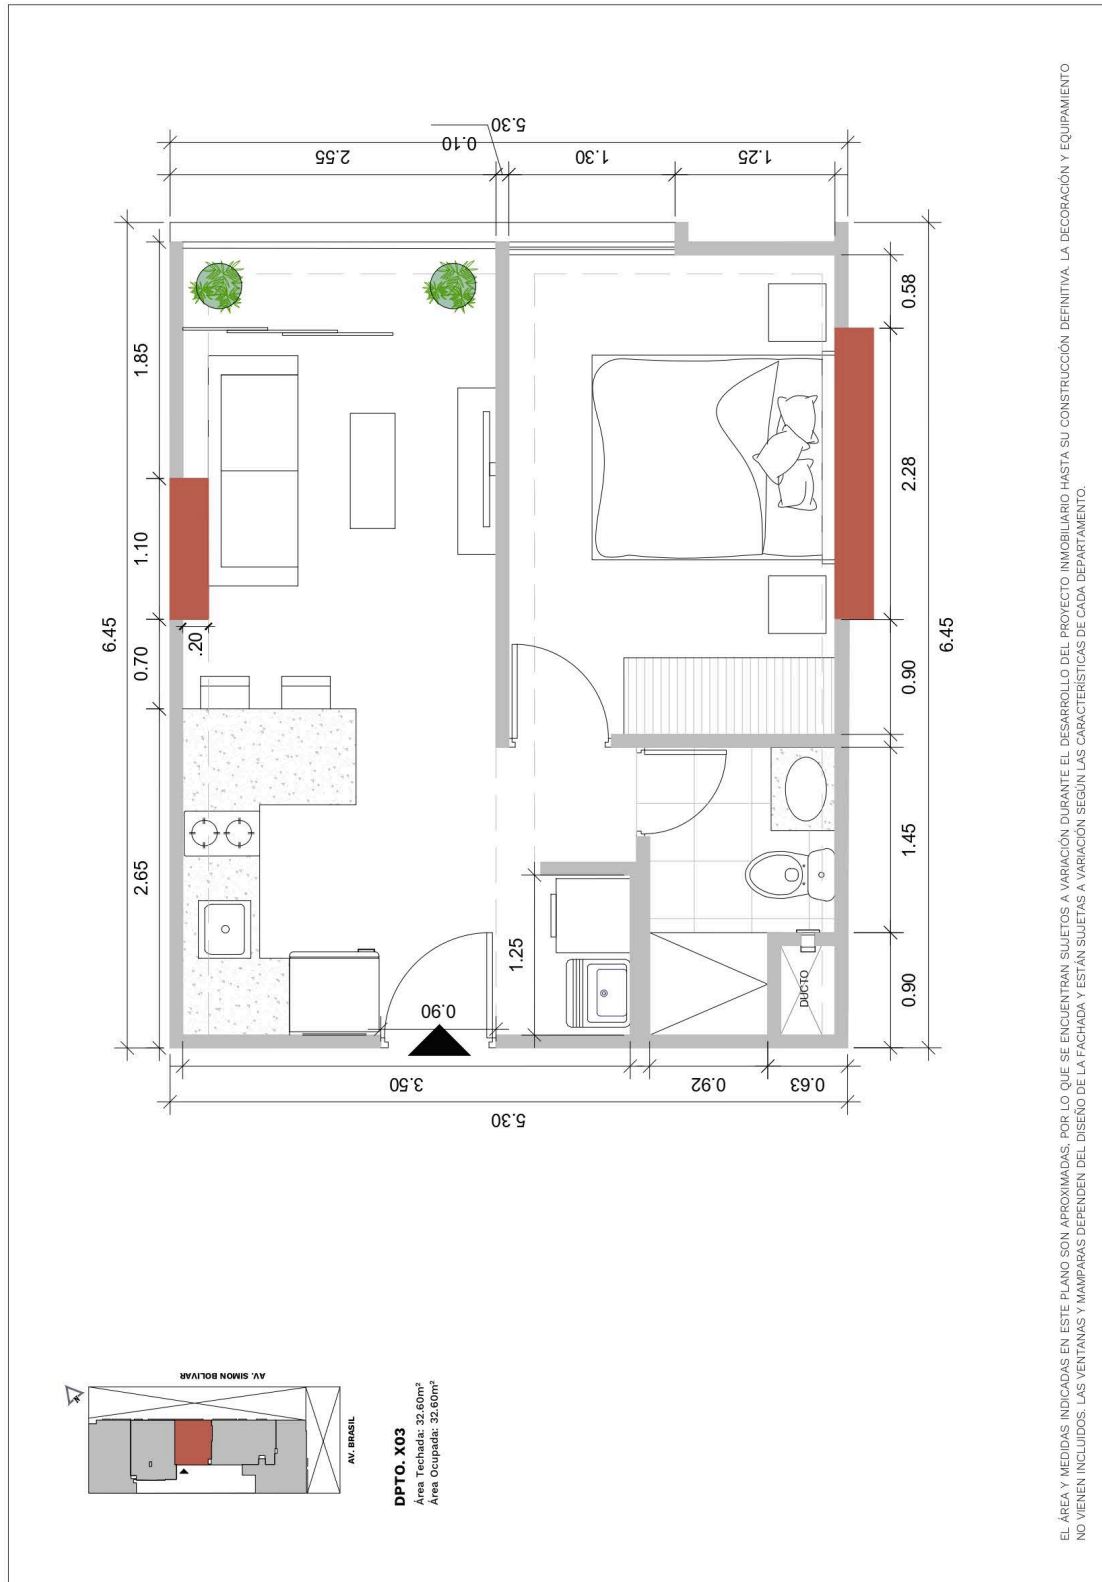 5.30
0.10
2.55
1.30
1.25
6.45
1.85
1.10
0.70
.20
2.65
0.58
2.28
0.90
1.45
0.90
6.45
1.25
0.90
DUCTO
3.50
0.92
0.63
5.30
N
AV. SIMON BOLIVAR
AV. BRASIL
DPTO. X03
Área Techada: 32.60m²
Área Ocupada: 32.60m²
EL ÁREA Y MEDIDAS INDICADAS EN ESTE PLANO SON APROXIMADAS, POR LO QUE SE ENCUENTRAN SUJETOS A VARIACIÓN DURANTE EL DESARROLLO DEL PROYECTO INMOBILIARIO HASTA SU CONSTRUCCIÓN DEFINITIVA. LA DECORACIÓN Y EQUIPAMIENTO
NO VIENEN INCLUIDOS. LAS VENTANAS Y MAMPARAS DEPENDEN DEL DISEÑO DE LA FACHADA Y ESTÁN SUJETAS A VARIACIÓN SEGÚN LAS CARACTERÍSTICAS DE CADA DEPARTAMENTO.